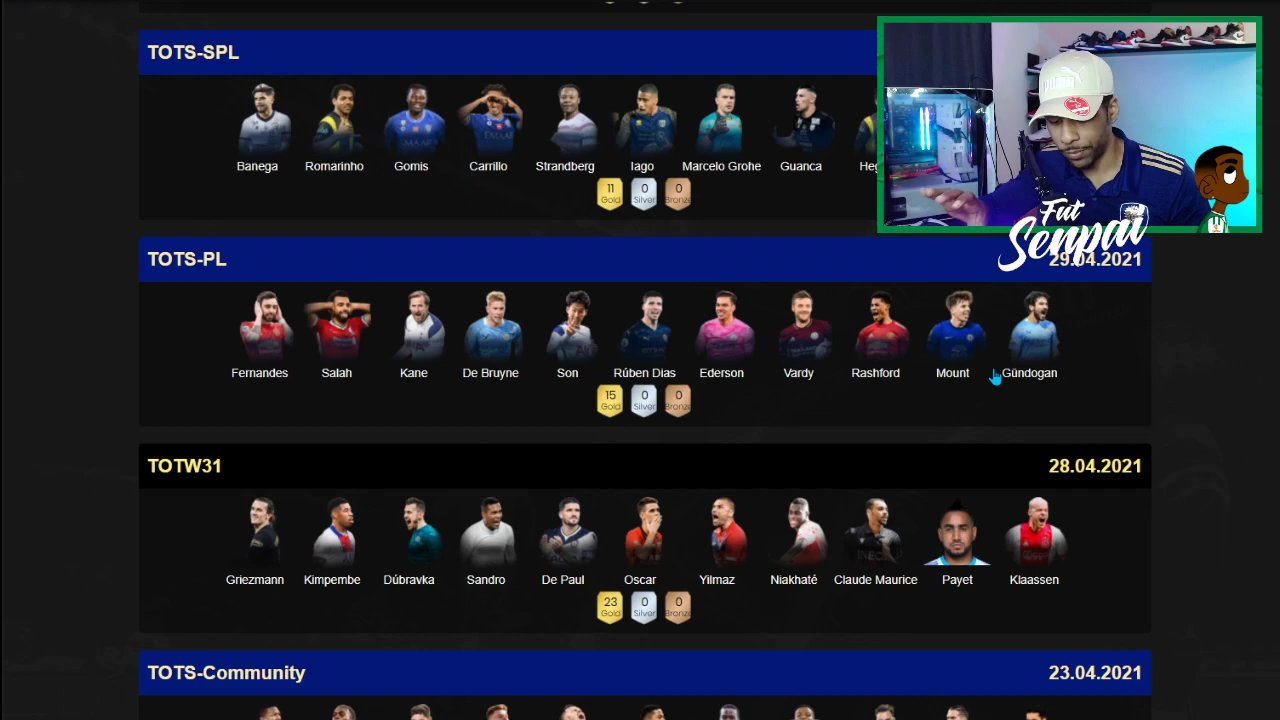 TOTS-SPL
Banega Romarinho Gomis Carrillo Strandberg Iago Marcelo Grohe Guanca Heg
11 0 0
Gold Silver Bronze
Fut
Senpai
TOTS-PL 29.04.2021
Fernandes Salah Kane De Bruyne Son Rúben Dias Ederson Vardy Rashford Mount Gündogan
15 0 0
Gold Silver Bronze
TOTW31 28.04.2021
Griezmann Kimpembe Dúbravka Sandro De Paul Oscar Yilmaz Niakhaté Claude Maurice Payet Klaassen
23 0 0
Gold Silver Bronze
TOTS-Community 23.04.2021